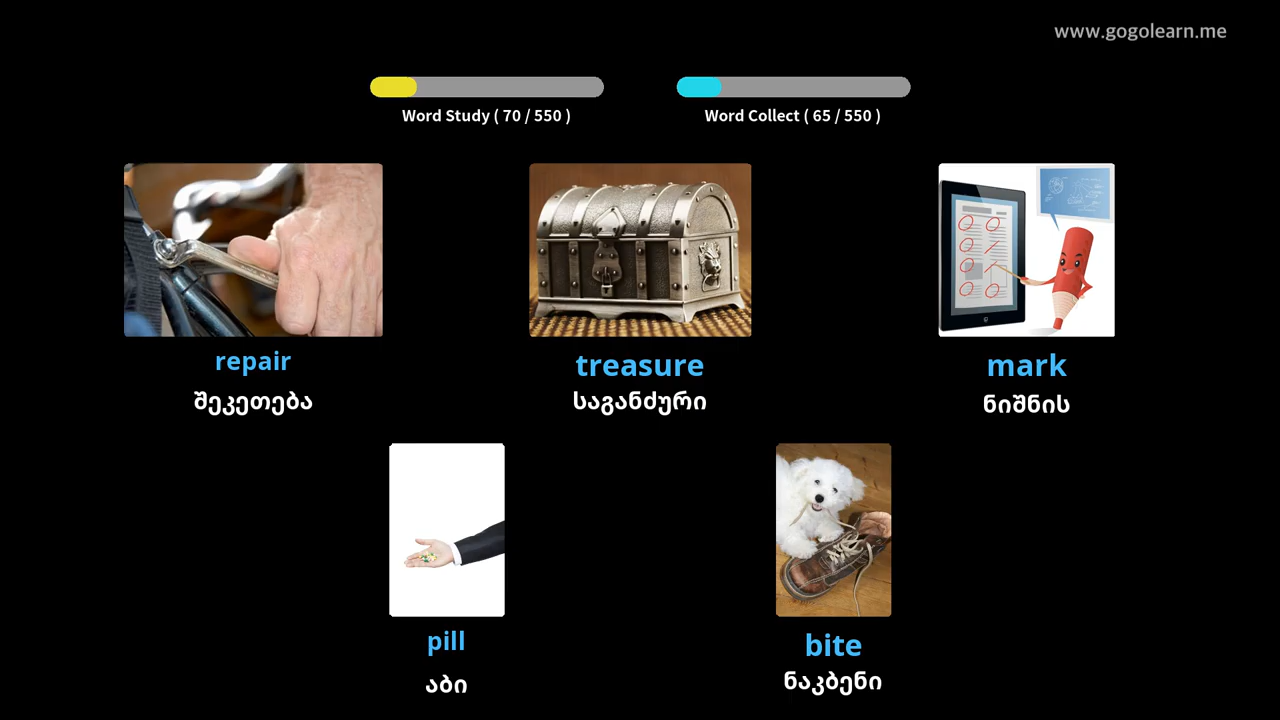 www.gogolearn.me
Word Study ( 70 / 550 )
Word Collect ( 65 / 550 )
repair
treasure
mark
შეკეთება
საგანძური
ნიშნის
pill
bite
აბი
ნაკბენი